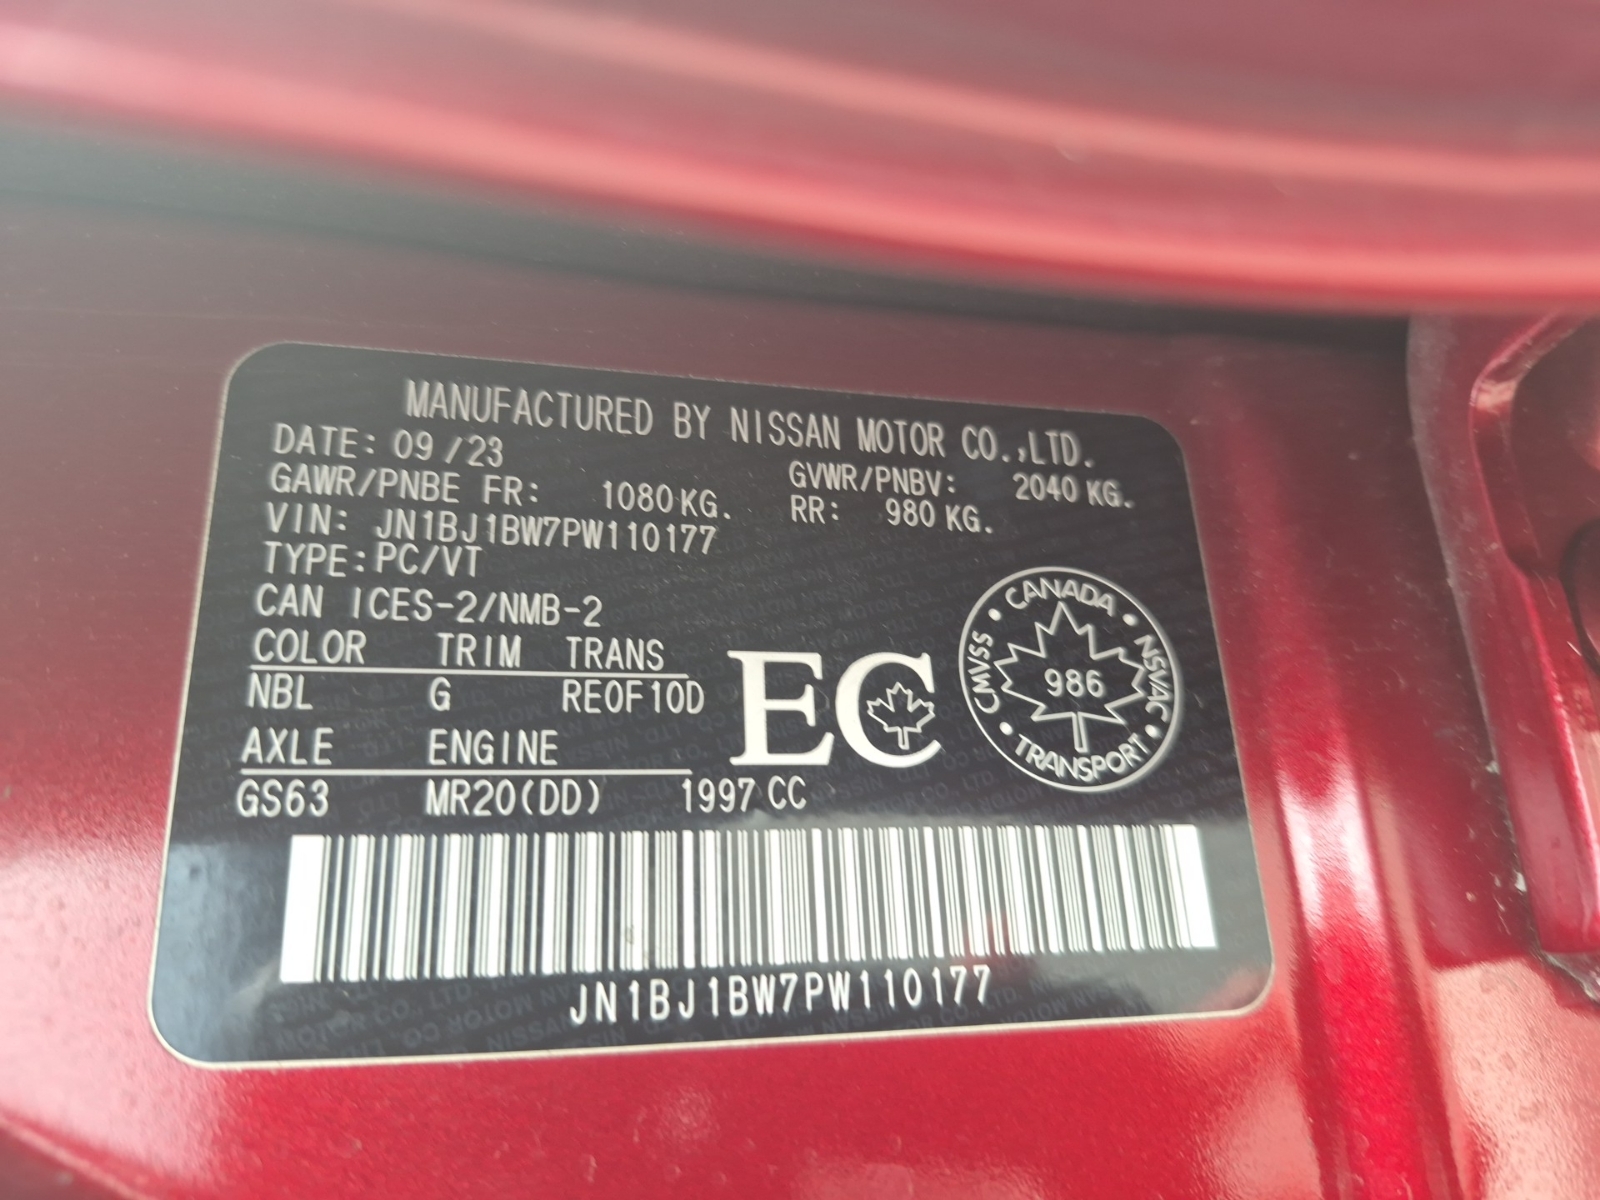 MANUFACTURED BY NISSAN MOTOR CO.,LTD.
DATE: 09/23 GVWR/PNBV: 2040 KG.
GAWR/PNBE FR: 1080 KG. RR: 980 KG.
VIN: JN1BJ1BW7PW110177
TYPE: PC/VT
CAN ICES-2/NMB-2
COLOR TRIM TRANS
NBL G RE0F10D
AXLE ENGINE
GS63 MR20(DD) 1997 CC
EC
CANADA
CMVSS 986 NSVAC
TRANSPORT
JN1BJ1BW7PW110177